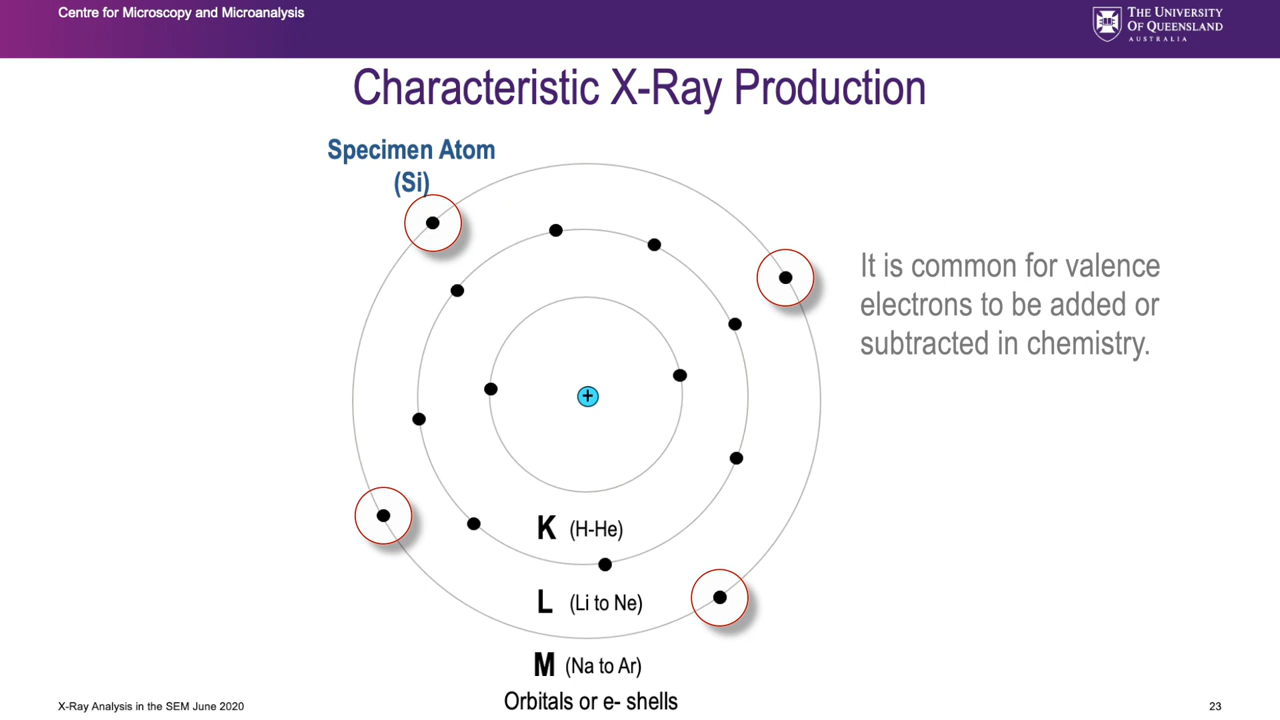 Centre for Microscopy and Microanalysis
THE UNIVERSITY
OF QUEENSLAND
AUSTRALIA
Characteristic X-Ray Production
Specimen Atom
(Si)
It is common for valence
electrons to be added or
subtracted in chemistry.
+
K (H-He)
L (Li to Ne)
M (Na to Ar)
Orbitals or e- shells
X-Ray Analysis in the SEM June 2020
23